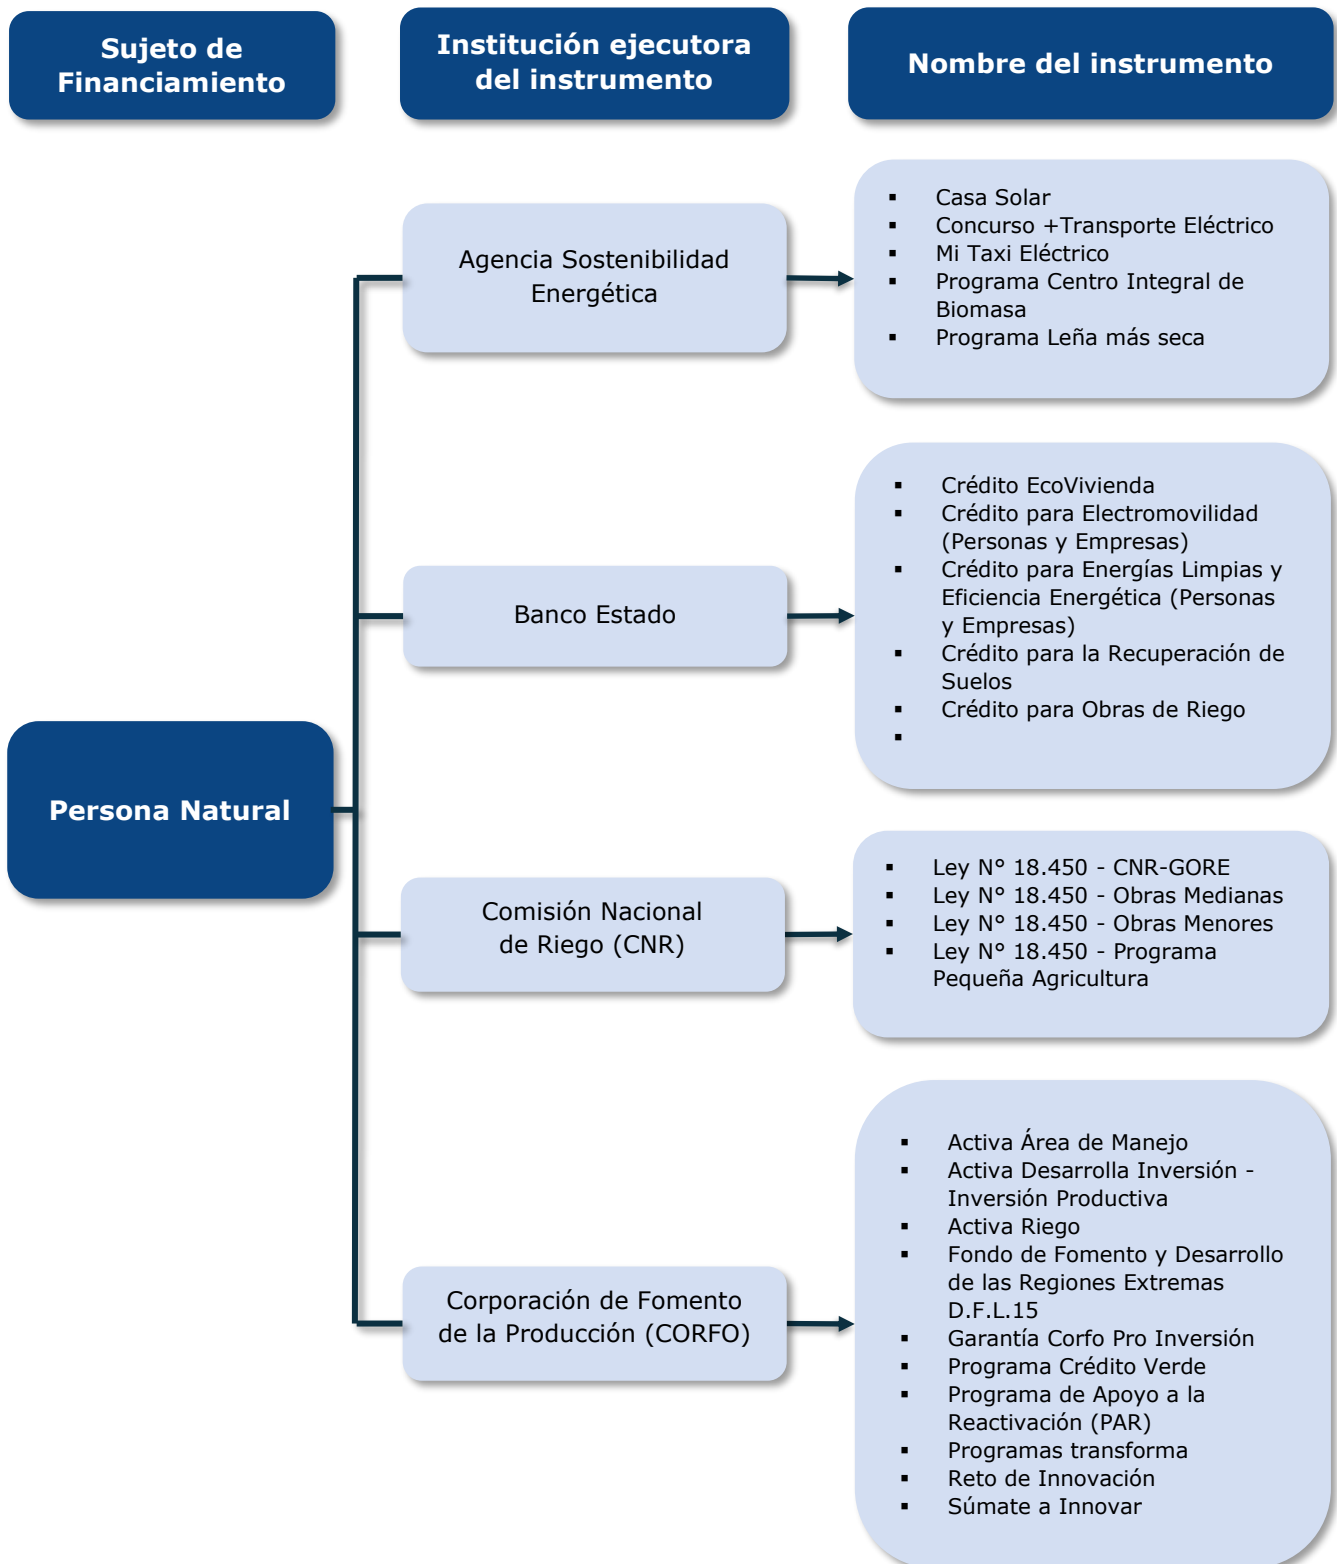 Sujeto de
Financiamiento
Institución ejecutora
del instrumento
Nombre del instrumento
Persona Natural
Agencia Sostenibilidad
Energética
▪ Casa Solar
▪ Concurso +Transporte Eléctrico
▪ Mi Taxi Eléctrico
▪ Programa Centro Integral de
Biomasa
▪ Programa Leña más seca
Banco Estado
▪ Crédito EcoVivienda
▪ Crédito para Electromovilidad
(Personas y Empresas)
▪ Crédito para Energías Limpias y
Eficiencia Energética (Personas
y Empresas)
▪ Crédito para la Recuperación de
Suelos
▪ Crédito para Obras de Riego
▪
Comisión Nacional
de Riego (CNR)
▪ Ley N° 18.450 - CNR-GORE
▪ Ley N° 18.450 - Obras Medianas
▪ Ley N° 18.450 - Obras Menores
▪ Ley N° 18.450 - Programa
Pequeña Agricultura
Corporación de Fomento
de la Producción (CORFO)
▪ Activa Área de Manejo
▪ Activa Desarrolla Inversión -
Inversión Productiva
▪ Activa Riego
▪ Fondo de Fomento y Desarrollo
de las Regiones Extremas
D.F.L.15
▪ Garantía Corfo Pro Inversión
▪ Programa Crédito Verde
▪ Programa de Apoyo a la
Reactivación (PAR)
▪ Programas transforma
▪ Reto de Innovación
▪ Súmate a Innovar